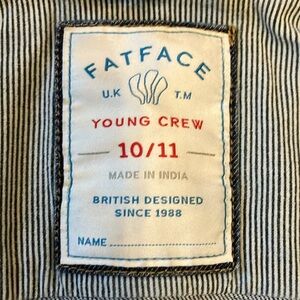 FATFACE
U.K T.M
YOUNG CREW
10/11
MADE IN INDIA
BRITISH DESIGNED
SINCE 1988
NAME